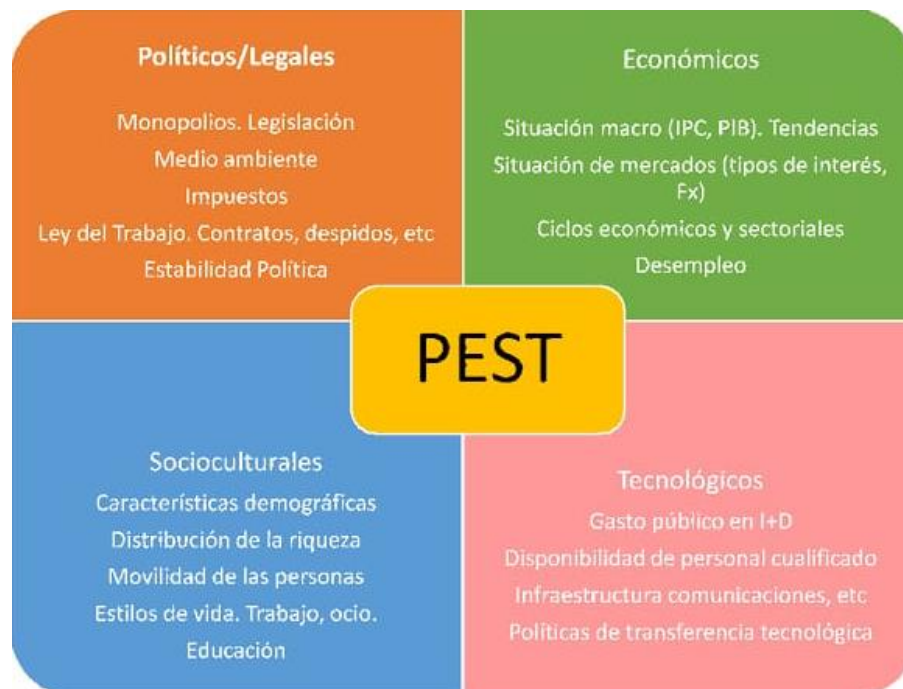 Políticos/Legales
Monopolios. Legislación
Medio ambiente
Impuestos
Ley del Trabajo. Contratos, despidos, etc
Estabilidad Política
Económicos
Situación macro (IPC, PIB). Tendencias
Situación de mercados (tipos de interés,
Fx)
Ciclos económicos y sectoriales
Desempleo
PEST
Socioculturales
Características demográficas
Distribución de la riqueza
Movilidad de las personas
Estilos de vida. Trabajo, ocio.
Educación
Tecnológicos
Gasto público en I+D
Disponibilidad de personal cualificado
Infraestructura comunicaciones, etc
Políticas de transferencia tecnológica